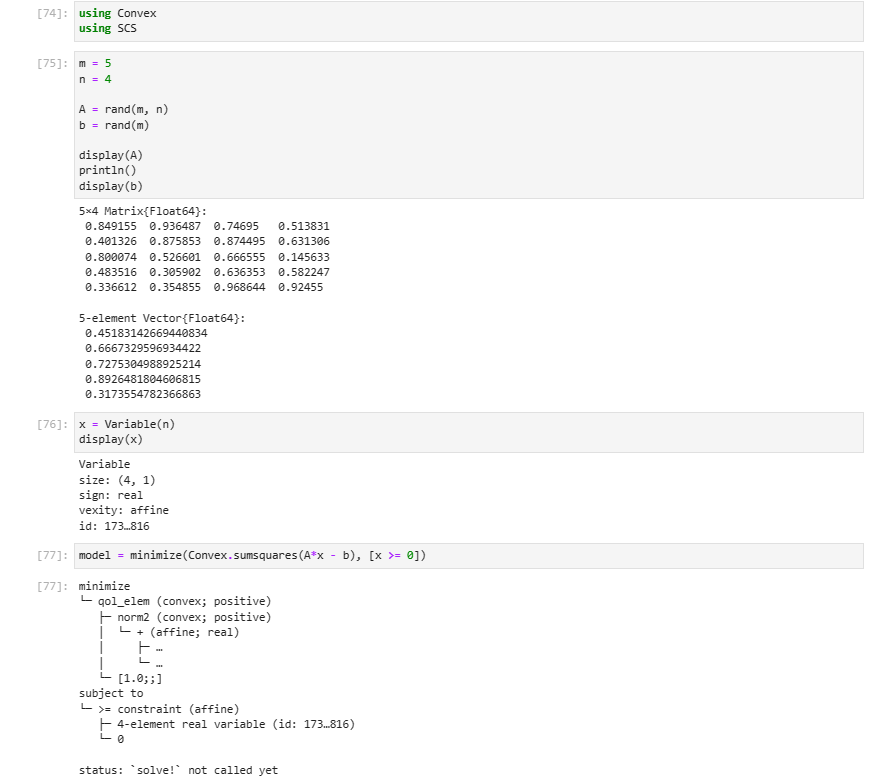 [74]: using Convex
using SCS
[75]: m = 5
n = 4
A = rand(m, n)
b = rand(m)
display(A)
println()
display(b)
5×4 Matrix{Float64}:
0.849155  0.936487  0.74695   0.513831
0.401326  0.875853  0.874495  0.631306
0.800074  0.526601  0.666555  0.145633
0.483516  0.305902  0.636353  0.582247
0.336612  0.354855  0.968644  0.92455
5-element Vector{Float64}:
0.45183142669440834
0.6667329596934422
0.7275304988925214
0.8926481804606815
0.3173554782366863
[76]: x = Variable(n)
display(x)
Variable
size: (4, 1)
sign: real
vexity: affine
id: 173…816
[77]: model = minimize(Convex.sumsquares(A*x - b), [x >= 0])
[77]: minimize
└─ qol_elem (convex; positive)
   ├─ norm2 (convex; positive)
   │  └─ + (affine; real)
   │     ├─ …
   │     └─ …
   └─ [1.0;;]
subject to
└─ >= constraint (affine)
   ├─ 4-element real variable (id: 173…816)
   └─ 0
status: `solve!` not called yet